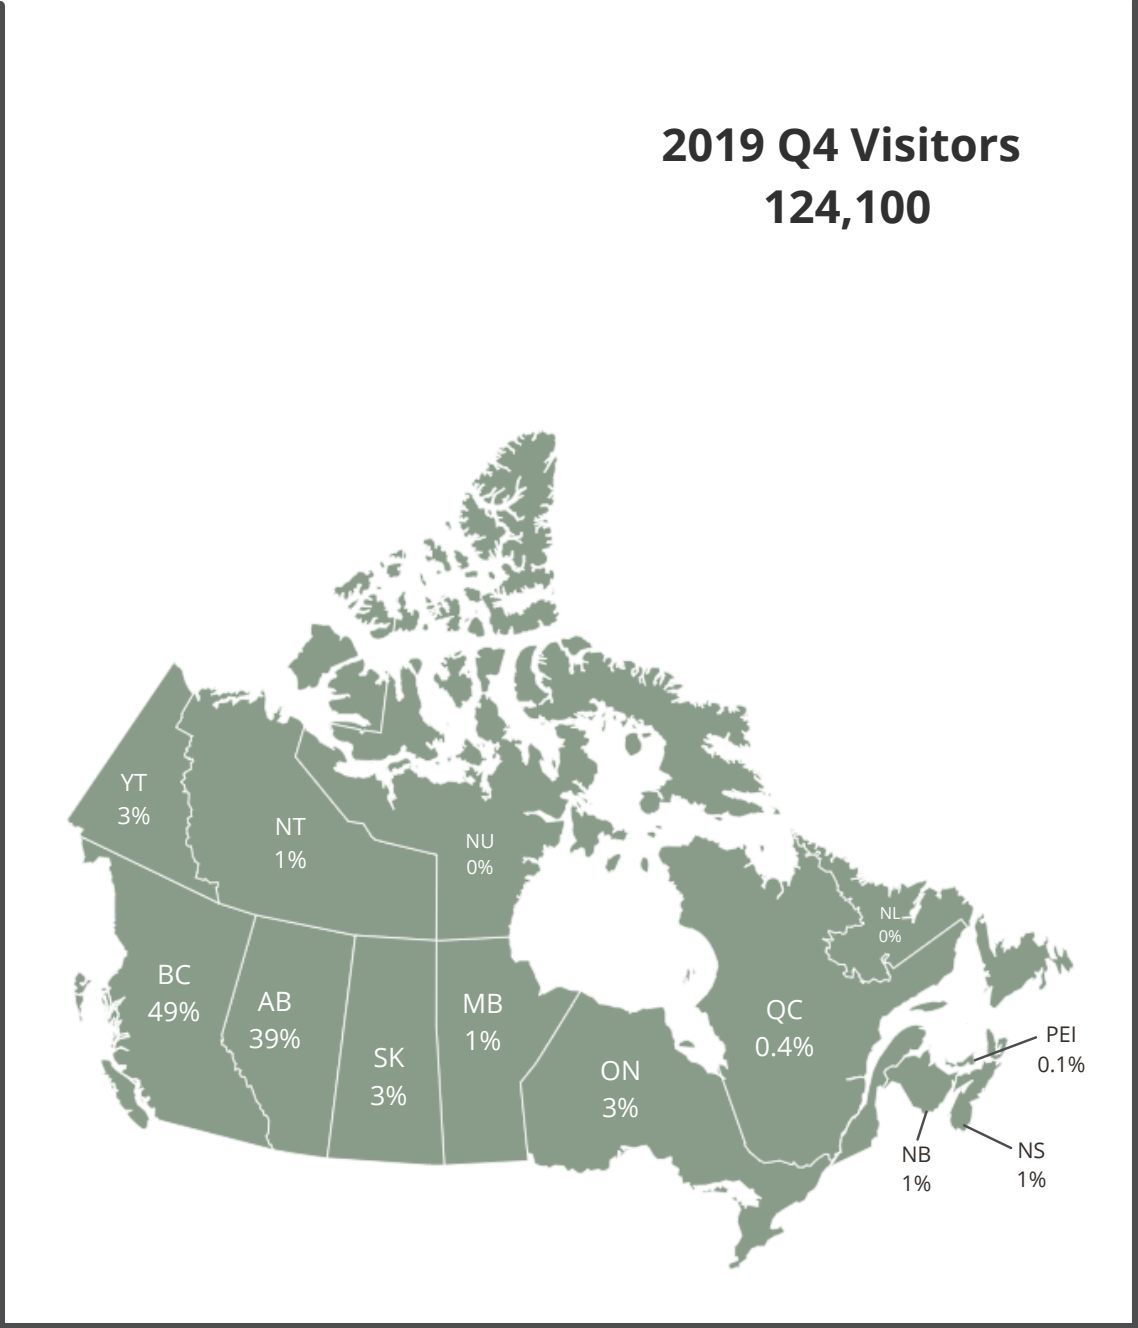 2019 Q4 Visitors
124,100
YT
3%
NT
1%
NU
0%
NL
0%
BC
49%
AB
39%
SK
3%
MB
1%
ON
3%
QC
0.4%
PEI
0.1%
NB
1%
NS
1%